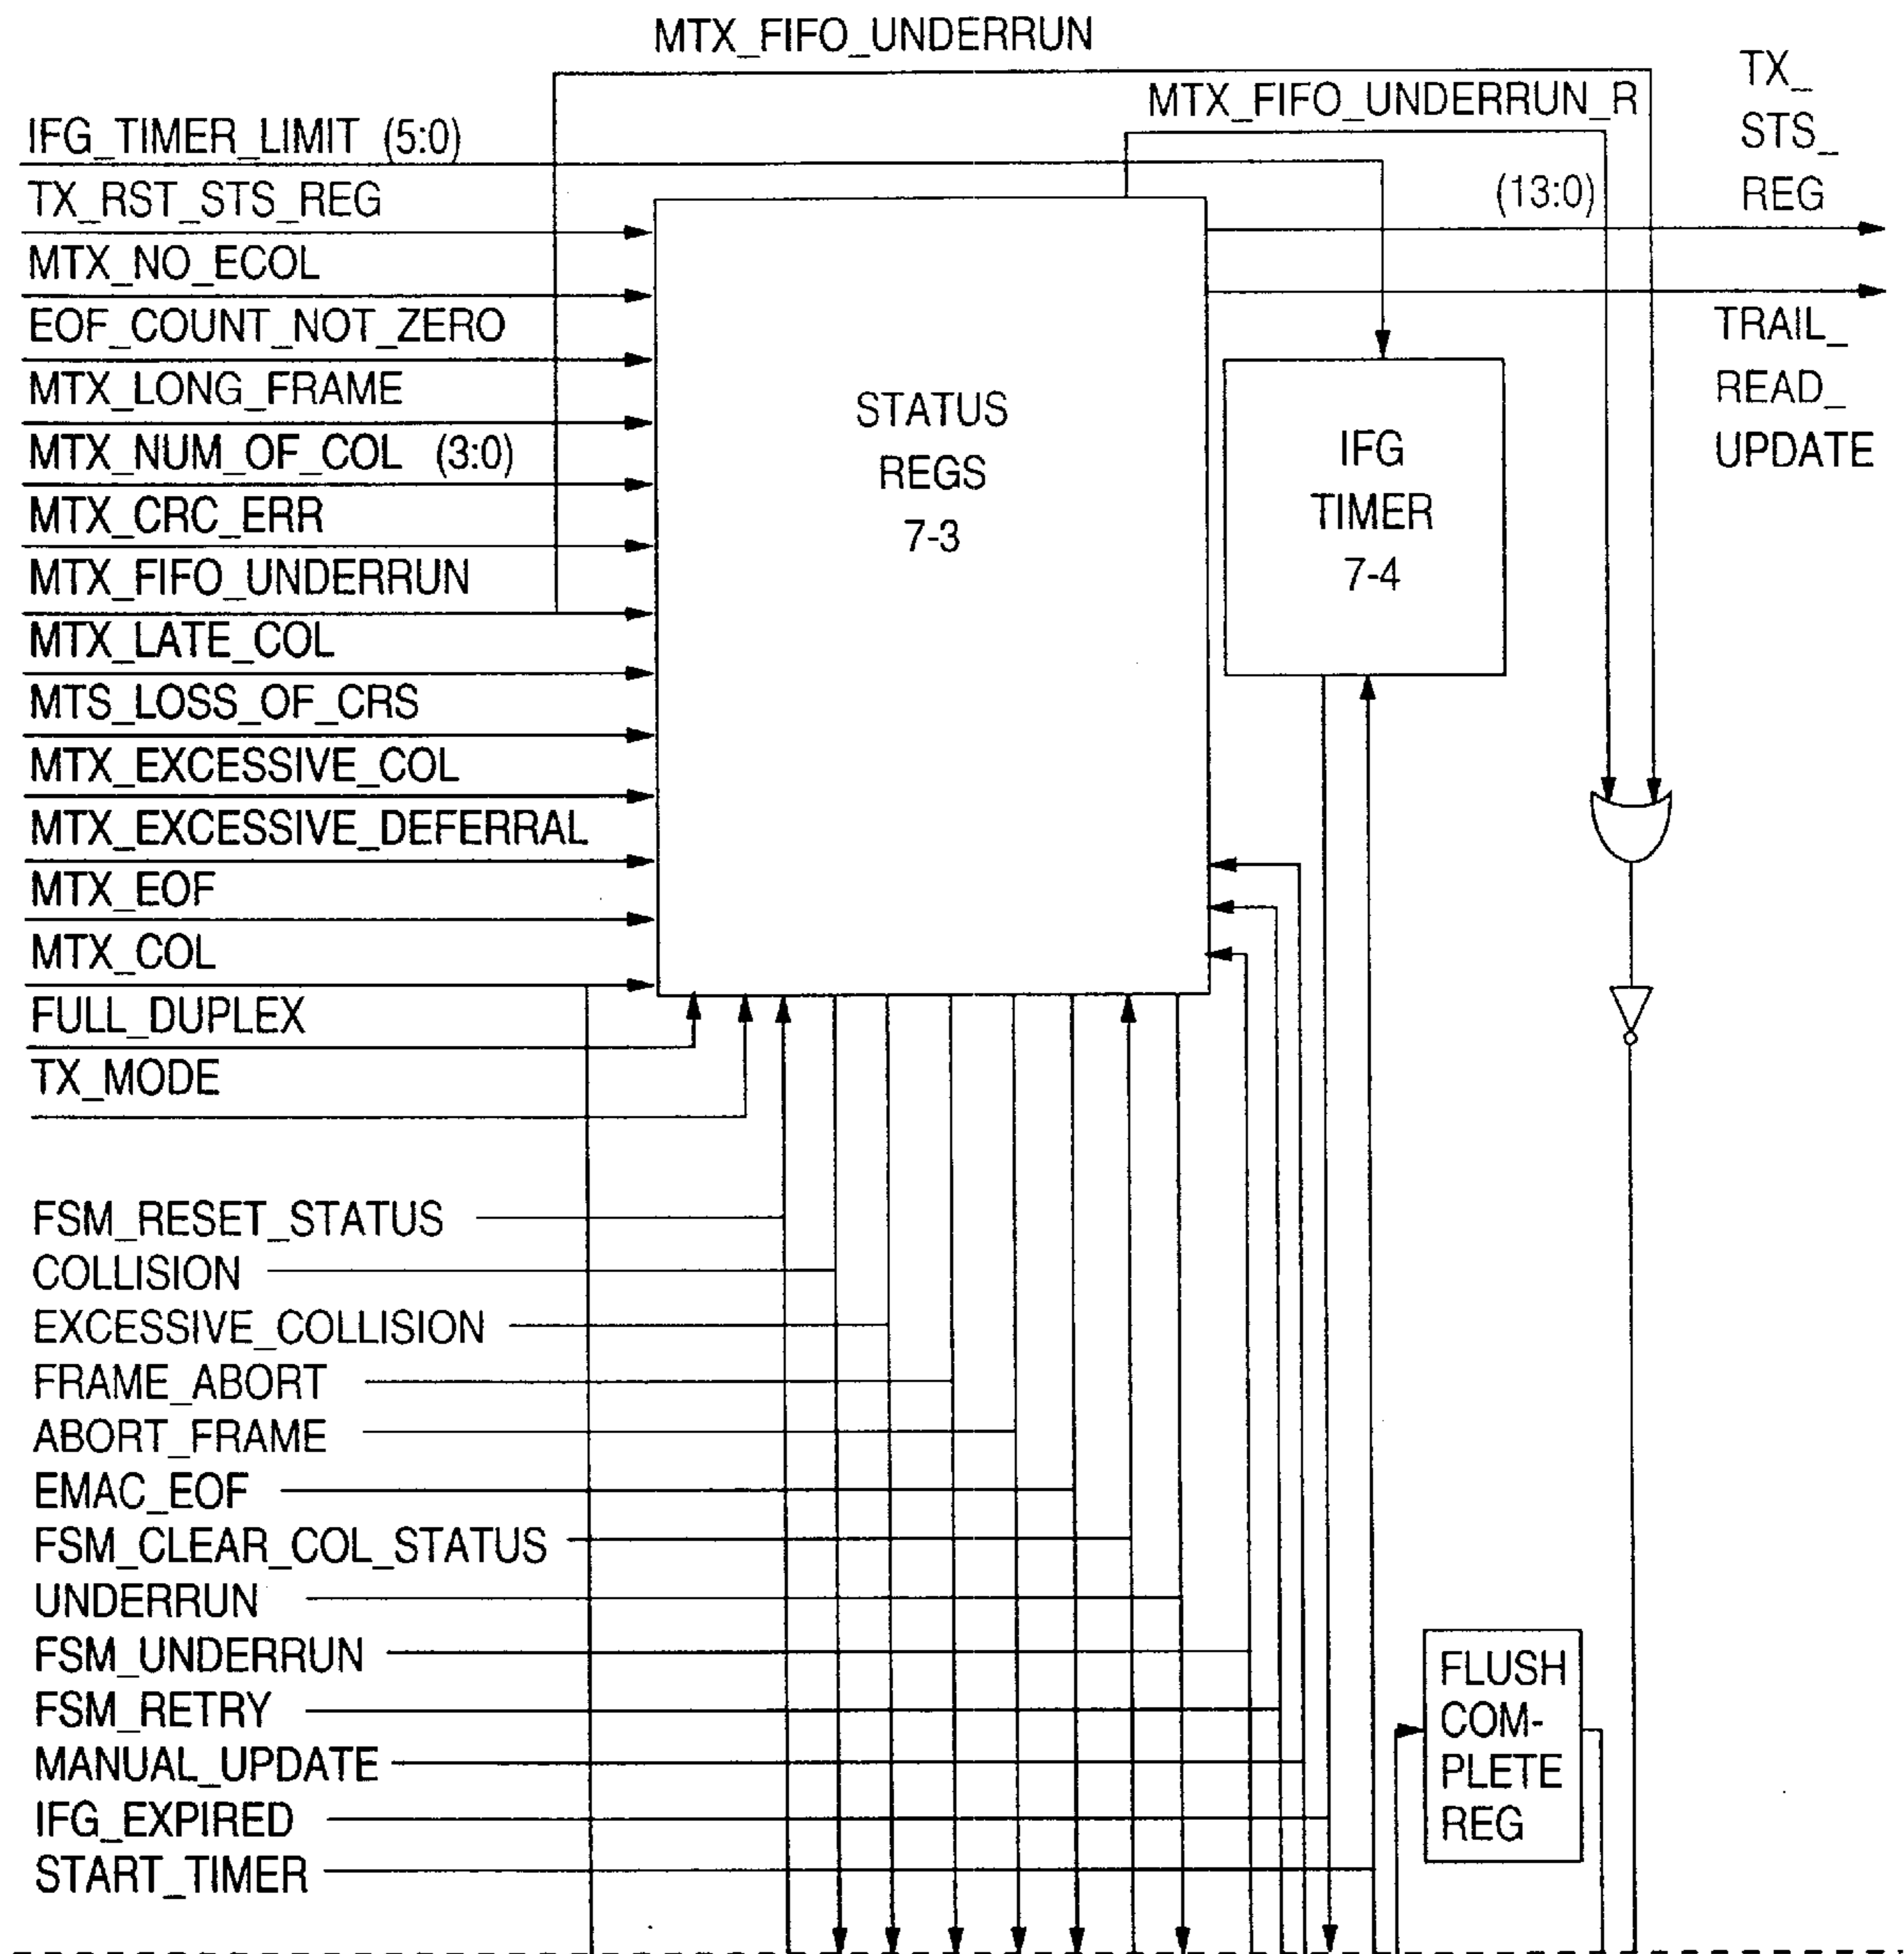 MTX_FIFO_UNDERRUN
MTX_FIFO_UNDERRUN_R
TX_
STS_
REG
(13:0)
IFG_TIMER_LIMIT (5:0)
TX_RST_STS_REG
MTX_NO_ECOL
EOF_COUNT_NOT_ZERO
MTX_LONG_FRAME
MTX_NUM_OF_COL (3:0)
MTX_CRC_ERR
MTX_FIFO_UNDERRUN
MTX_LATE_COL
MTS_LOSS_OF_CRS
MTX_EXCESSIVE_COL
MTX_EXCESSIVE_DEFERRAL
MTX_EOF
MTX_COL
FULL_DUPLEX
TX_MODE
STATUS
REGS
7-3
IFG
TIMER
7-4
TRAIL_
READ_
UPDATE
FSM_RESET_STATUS
COLLISION
EXCESSIVE_COLLISION
FRAME_ABORT
ABORT_FRAME
EMAC_EOF
FSM_CLEAR_COL_STATUS
UNDERRUN
FSM_UNDERRUN
FSM_RETRY
MANUAL_UPDATE
IFG_EXPIRED
START_TIMER
FLUSH
COM-
PLETE
REG